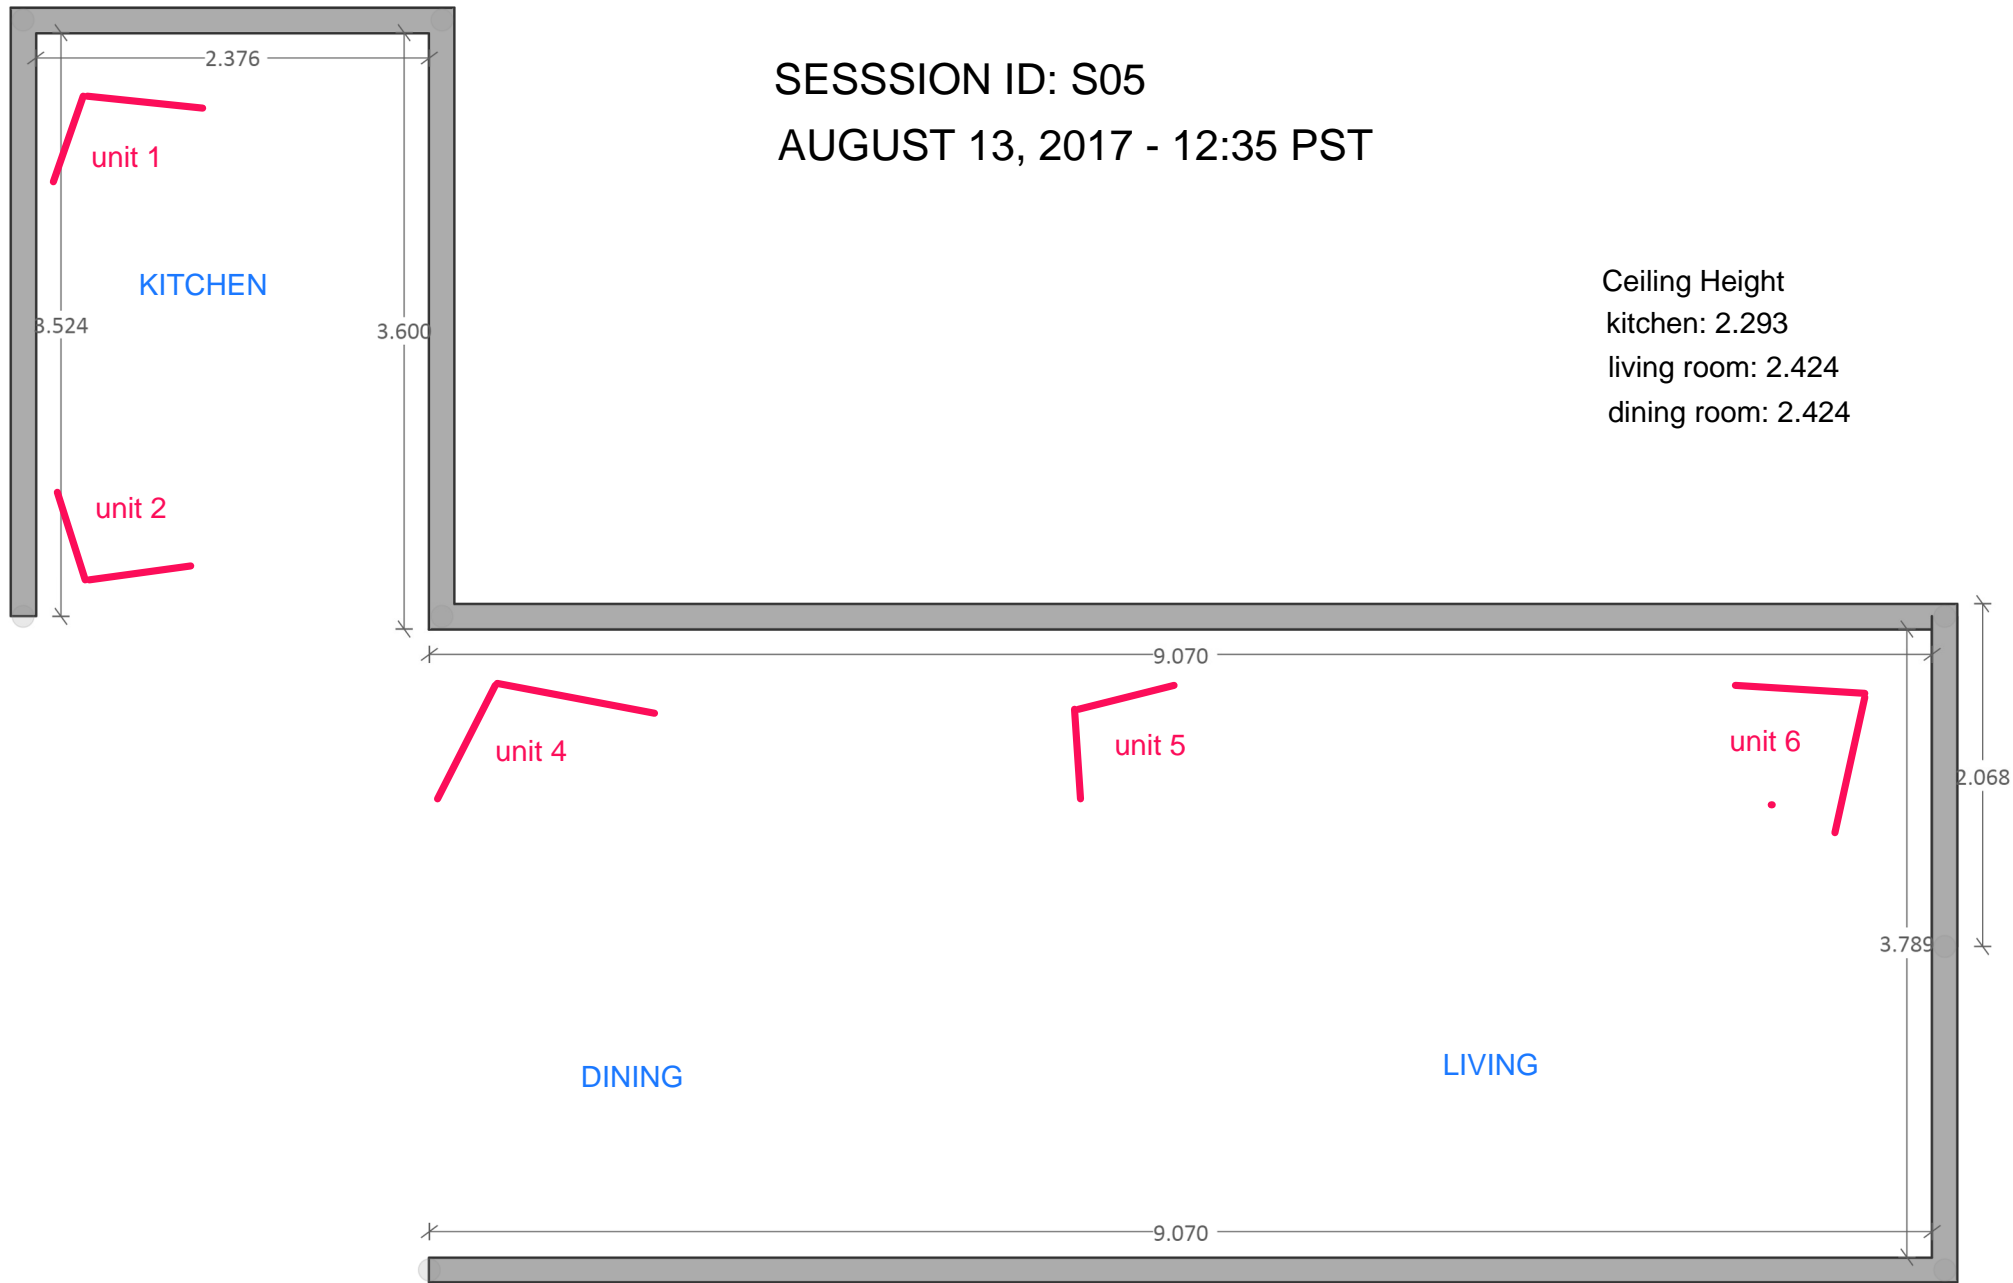 2.376
SESSSION ID: S05
AUGUST 13, 2017 - 12:35 PST
unit 1
KITCHEN
Ceiling Height
kitchen: 2.293
living room: 2.424
dining room: 2.424
3.524
3.600
unit 2
9.070
unit 4
unit 5
unit 6
2.068
3.789
DINING
LIVING
9.070